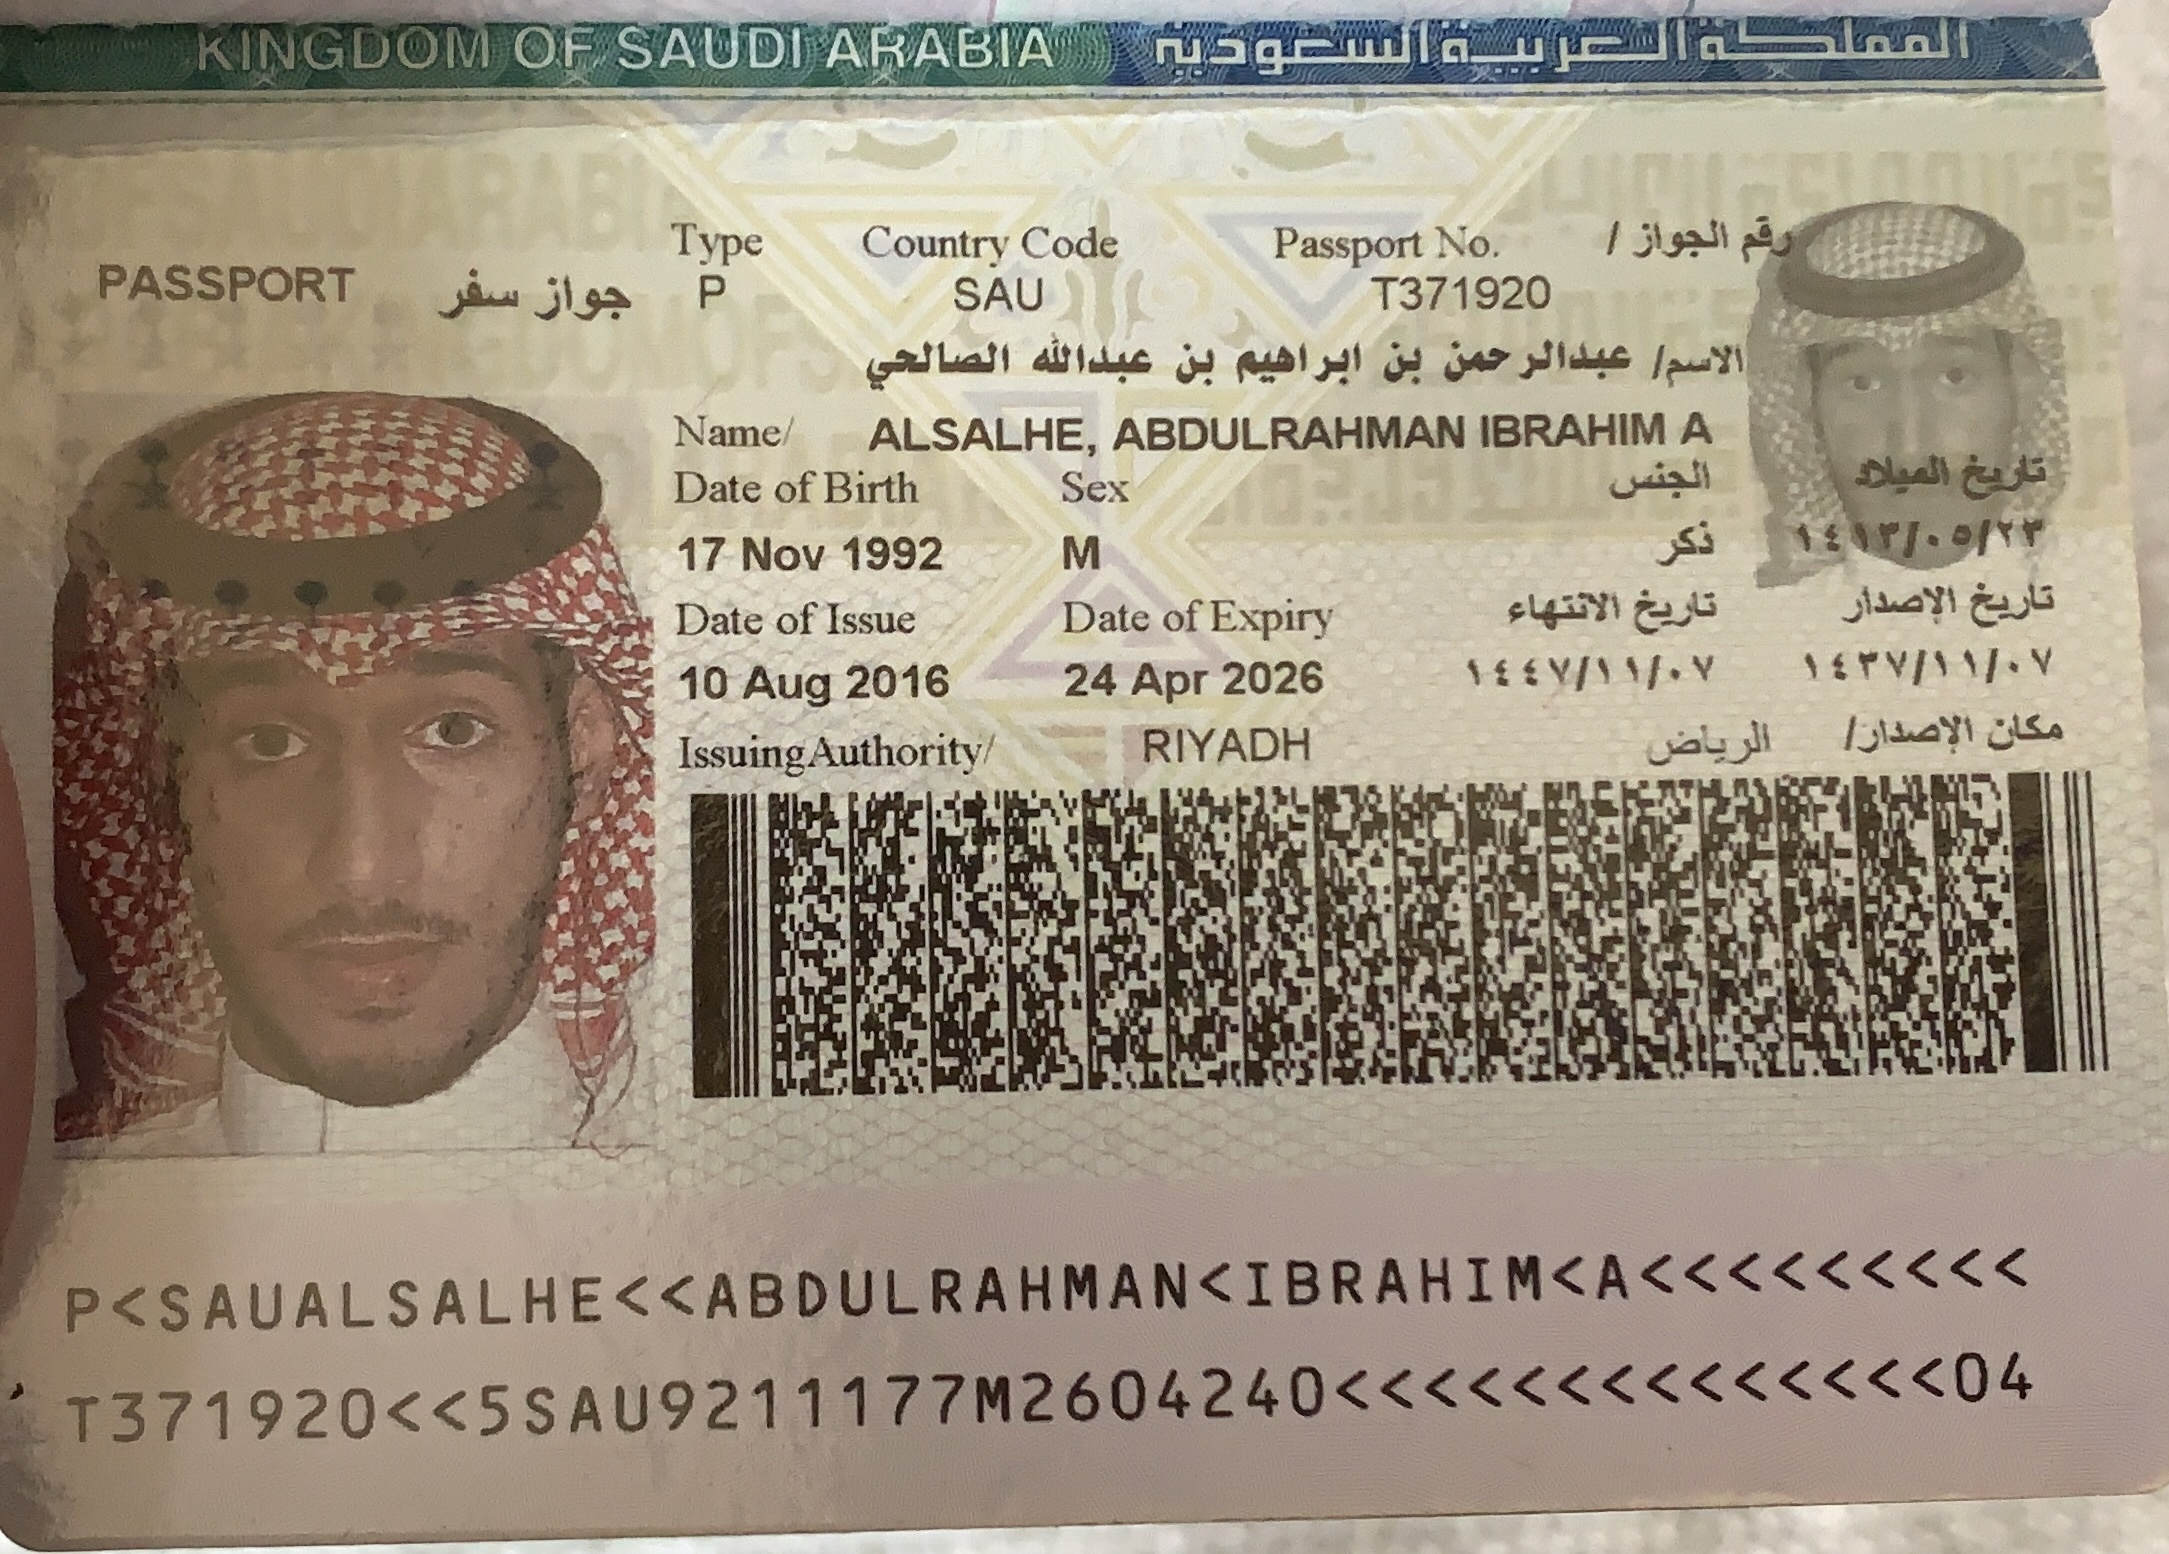 KINGDOM OF SAUDI ARABIA المملكة العربية السعودية
PASSPORT جواز سفر
Type Country Code Passport No. / رقم الجواز
P SAU T371920
الاسم/ عبدالرحمن بن ابراهيم بن عبدالله الصالحي
Name/ ALSALHE, ABDULRAHMAN IBRAHIM A
Date of Birth Sex الجنس تاريخ الميلاد
17 Nov 1992 M ذكر ١٤١٣/٠٥/٢٣
Date of Issue Date of Expiry تاريخ الانتهاء تاريخ الإصدار
10 Aug 2016 24 Apr 2026 ١٤٤٧/١١/٠٧ ١٤٣٧/١١/٠٧
IssuingAuthority/ RIYADH الرياض مكان الإصدار/
P<SAUALSALHE<<ABDULRAHMAN<IBRAHIM<A<<<<<<<<<
T371920<<5SAU9211177M2604240<<<<<<<<<<<<<<04